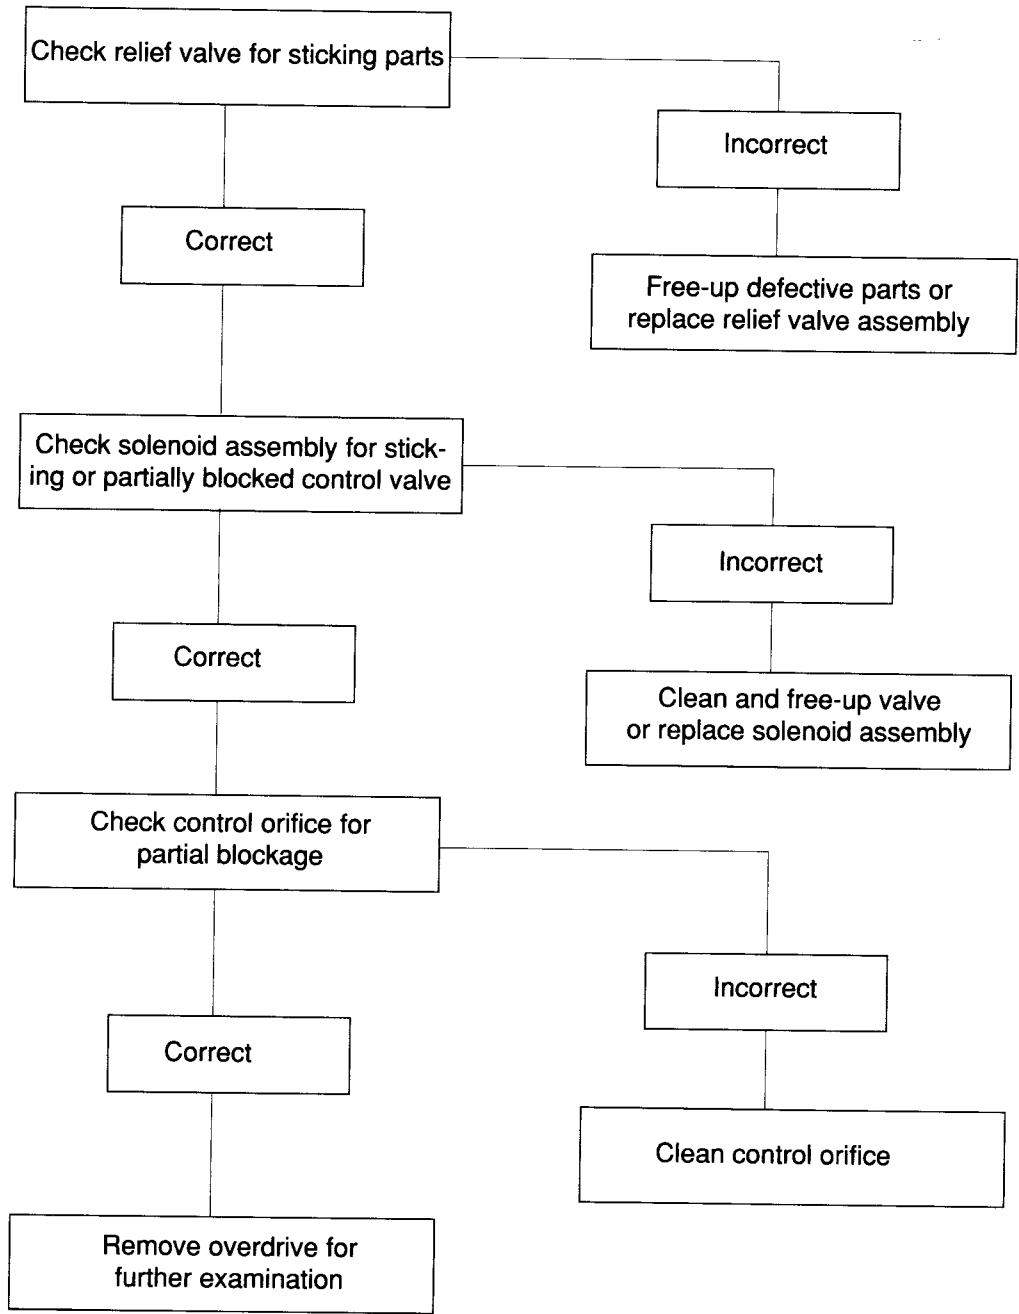 Check relief valve for sticking parts
Incorrect
Correct
Free-up defective parts or
replace relief valve assembly
Check solenoid assembly for stick-
ing or partially blocked control valve
Incorrect
Correct
Clean and free-up valve
or replace solenoid assembly
Check control orifice for
partial blockage
Incorrect
Correct
Clean control orifice
Remove overdrive for
further examination